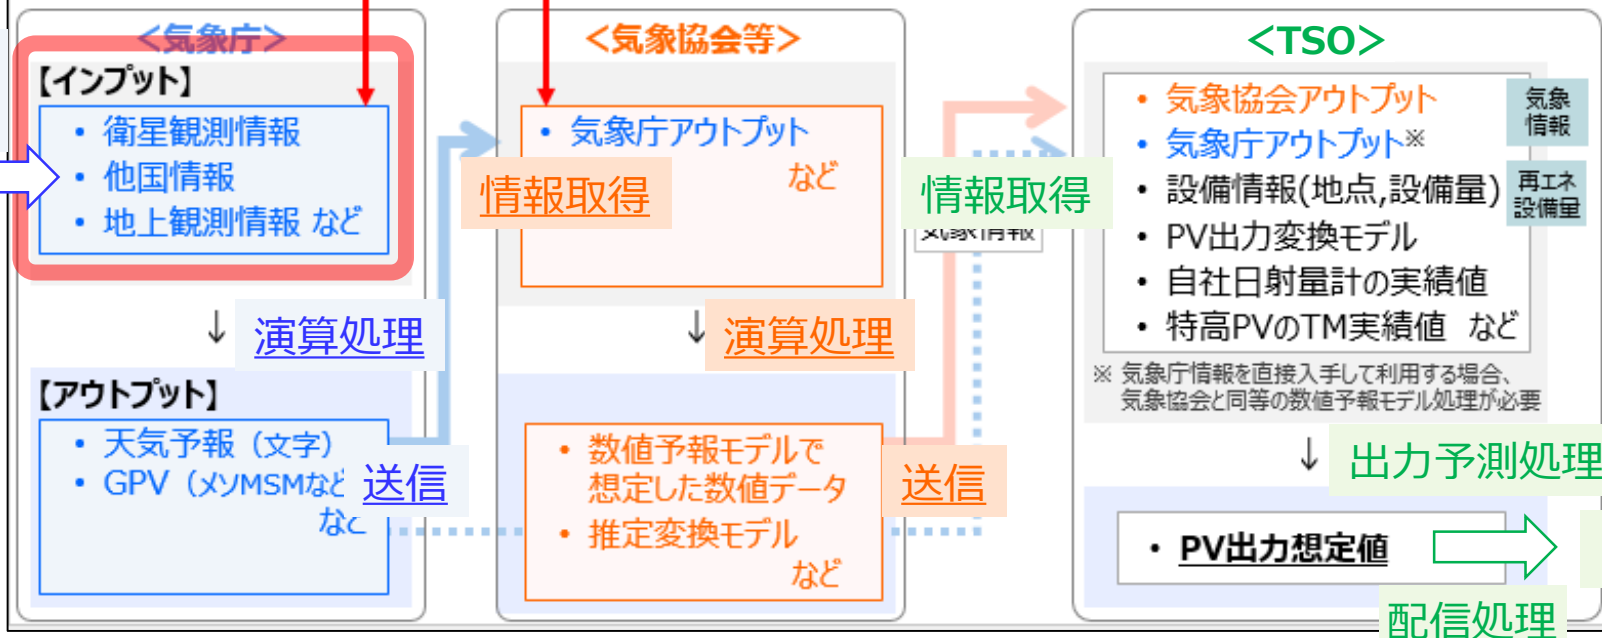 <気象庁>
【インプット】
・ 衛星観測情報
・ 他国情報
・ 地上観測情報 など
↓ 演算処理
【アウトプット】
・ 天気予報（文字）
・ GPV（メソMSMなど
など
送信
<気象協会等>
・ 気象庁アウトプット
など
情報取得
↓ 演算処理
・ 数値予報モデルで
想定した数値データ
・ 推定変換モデル
など
送信
情報取得
気象情報
<TSO>
・ 気象協会アウトプット
・ 気象庁アウトプット※
・ 設備情報(地点,設備量)
・ PV出力変換モデル
・ 自社日射量計の実績値
・ 特高PVのTM実績値 など
気象
情報
再エネ
設備量
※ 気象庁情報を直接入手して利用する場合、
気象協会と同等の数値予報モデル処理が必要
↓ 出力予測処理
・ PV出力想定値
配信処理